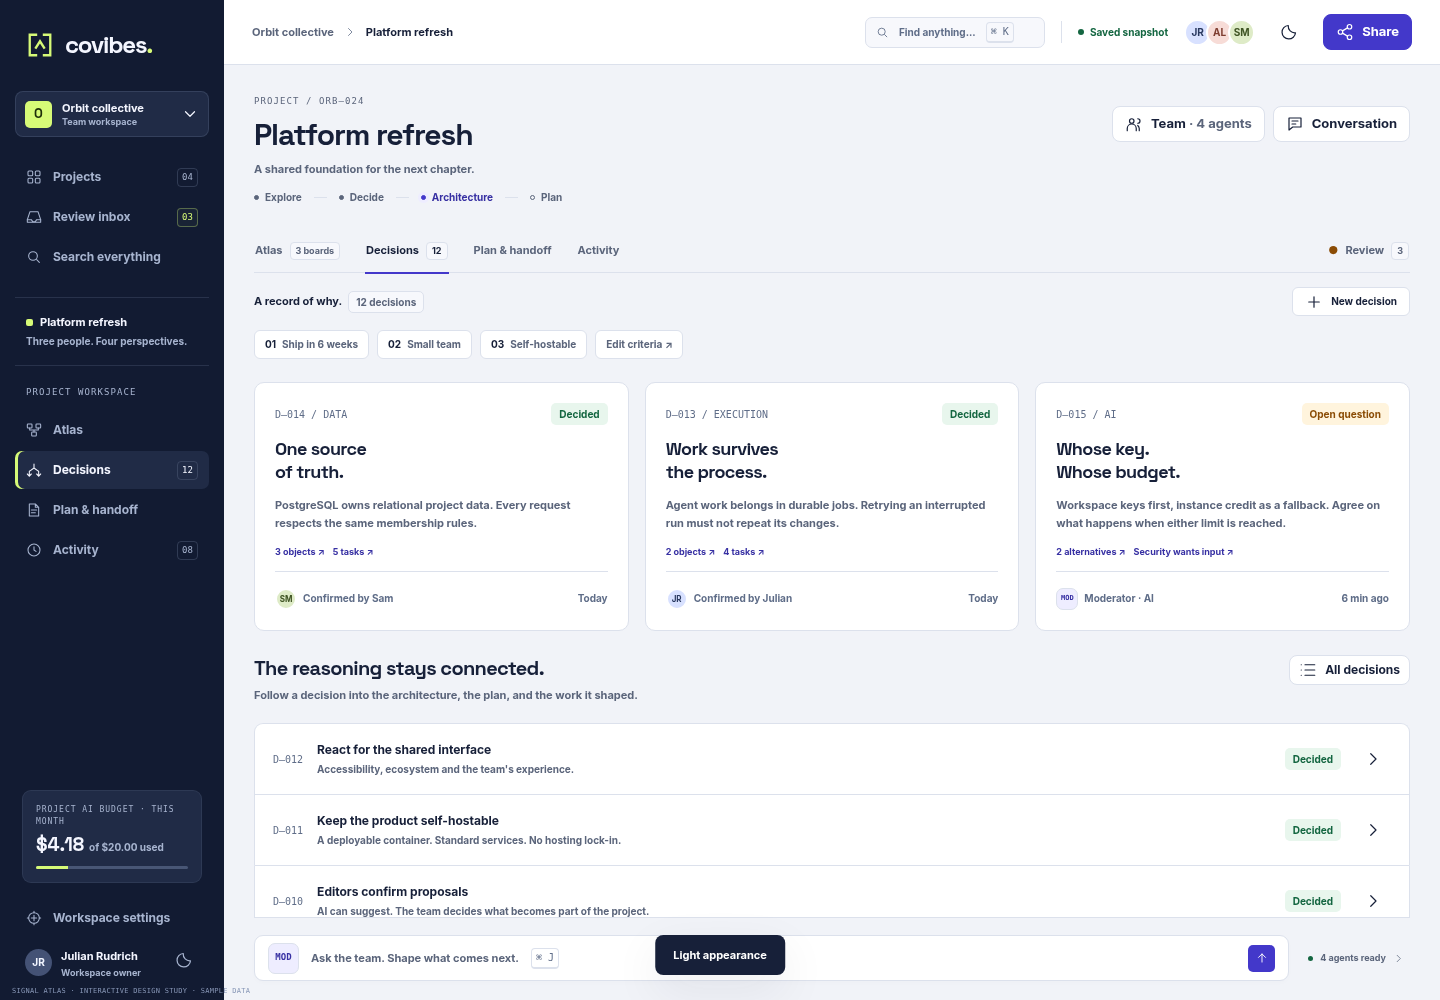 covibes.
O
Orbit collective
Team workspace
Projects 04
Review inbox 03
Search everything
Platform refresh
Three people. Four perspectives.
PROJECT WORKSPACE
Atlas
Decisions 12
Plan & handoff
Activity 08
PROJECT AI BUDGET · THIS
MONTH
$4.18 of $20.00 used
Workspace settings
JR
Julian Rudrich
Workspace owner
SIGNAL ATLAS · INTERACTIVE DESIGN STUDY · SAMPLE DATA
Orbit collective
Platform refresh
Find anything... ⌘ K
Saved snapshot
JR AL SM
Share
PROJECT / ORB–024
Platform refresh
A shared foundation for the next chapter.
Explore Decide Architecture Plan
Team · 4 agents
Conversation
Atlas 3 boards Decisions 12 Plan & handoff Activity
Review 3
A record of why. 12 decisions
New decision
01 Ship in 6 weeks
02 Small team
03 Self-hostable
Edit criteria ↗
D–014 / DATA Decided
One source
of truth.
PostgreSQL owns relational project data. Every request
respects the same membership rules.
3 objects ↗ 5 tasks ↗
SM Confirmed by Sam Today
D–013 / EXECUTION Decided
Work survives
the process.
Agent work belongs in durable jobs. Retrying an interrupted
run must not repeat its changes.
2 objects ↗ 4 tasks ↗
JR Confirmed by Julian Today
D–015 / AI Open question
Whose key.
Whose budget.
Workspace keys first, instance credit as a fallback. Agree on
what happens when either limit is reached.
2 alternatives ↗ Security wants input ↗
MOD Moderator · AI 6 min ago
The reasoning stays connected.
Follow a decision into the architecture, the plan, and the work it shaped.
All decisions
D–012 React for the shared interface Decided
Accessibility, ecosystem and the team's experience.
D–011 Keep the product self-hostable Decided
A deployable container. Standard services. No hosting lock-in.
D–010 Editors confirm proposals Decided
AI can suggest. The team decides what becomes part of the project.
MOD Ask the team. Shape what comes next. ⌘ J
Light appearance
4 agents ready